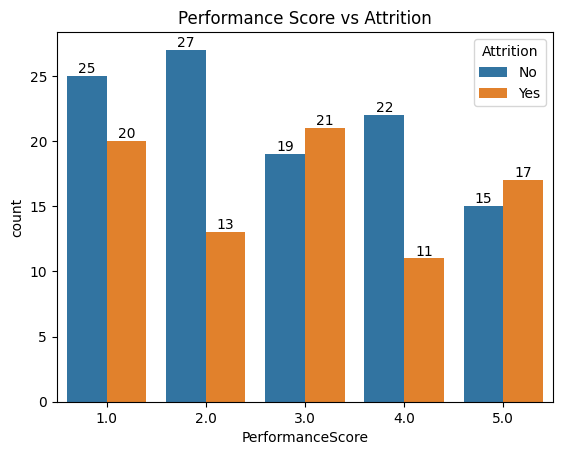 Performance Score vs Attrition
Attrition
No
Yes
count
25
20
15
10
5
0
25
20
27
13
19
21
22
11
15
17
1.0 2.0 3.0 4.0 5.0
PerformanceScore